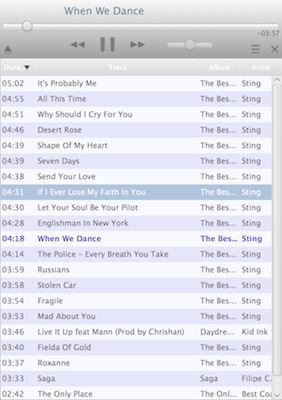 When We Dance
-03:57
Dura. Track Album Artist
05:02 It's Probably Me The Bes... Sting
04:55 All This Time The Bes... Sting
04:51 Why Should I Cry For You The Bes... Sting
04:46 Desert Rose The Bes... Sting
04:39 Shape Of My Heart The Bes... Sting
04:39 Seven Days The Bes... Sting
04:38 Send Your Love The Bes... Sting
04:31 If I Ever Lose My Faith In You The Bes... Sting
04:30 Let Your Soul Be Your Pilot The Bes... Sting
04:28 Englishman In New York The Bes... Sting
04:18 When We Dance The Bes... Sting
04:14 The Police - Every Breath You Take The Bes... Sting
03:59 Russians The Bes... Sting
03:58 Stolen Car The Bes... Sting
03:54 Fragile The Bes... Sting
03:53 Mad About You The Bes... Sting
03:46 Live It Up feat Mann (Prod by Chrishan) Daydre... Kid Ink
03:40 Fielda Of Gold The Bes... Sting
03:37 Roxanne The Bes... Sting
03:33 Saga Saga Filipe C...
02:42 The Only Place The Onl... Best Coa